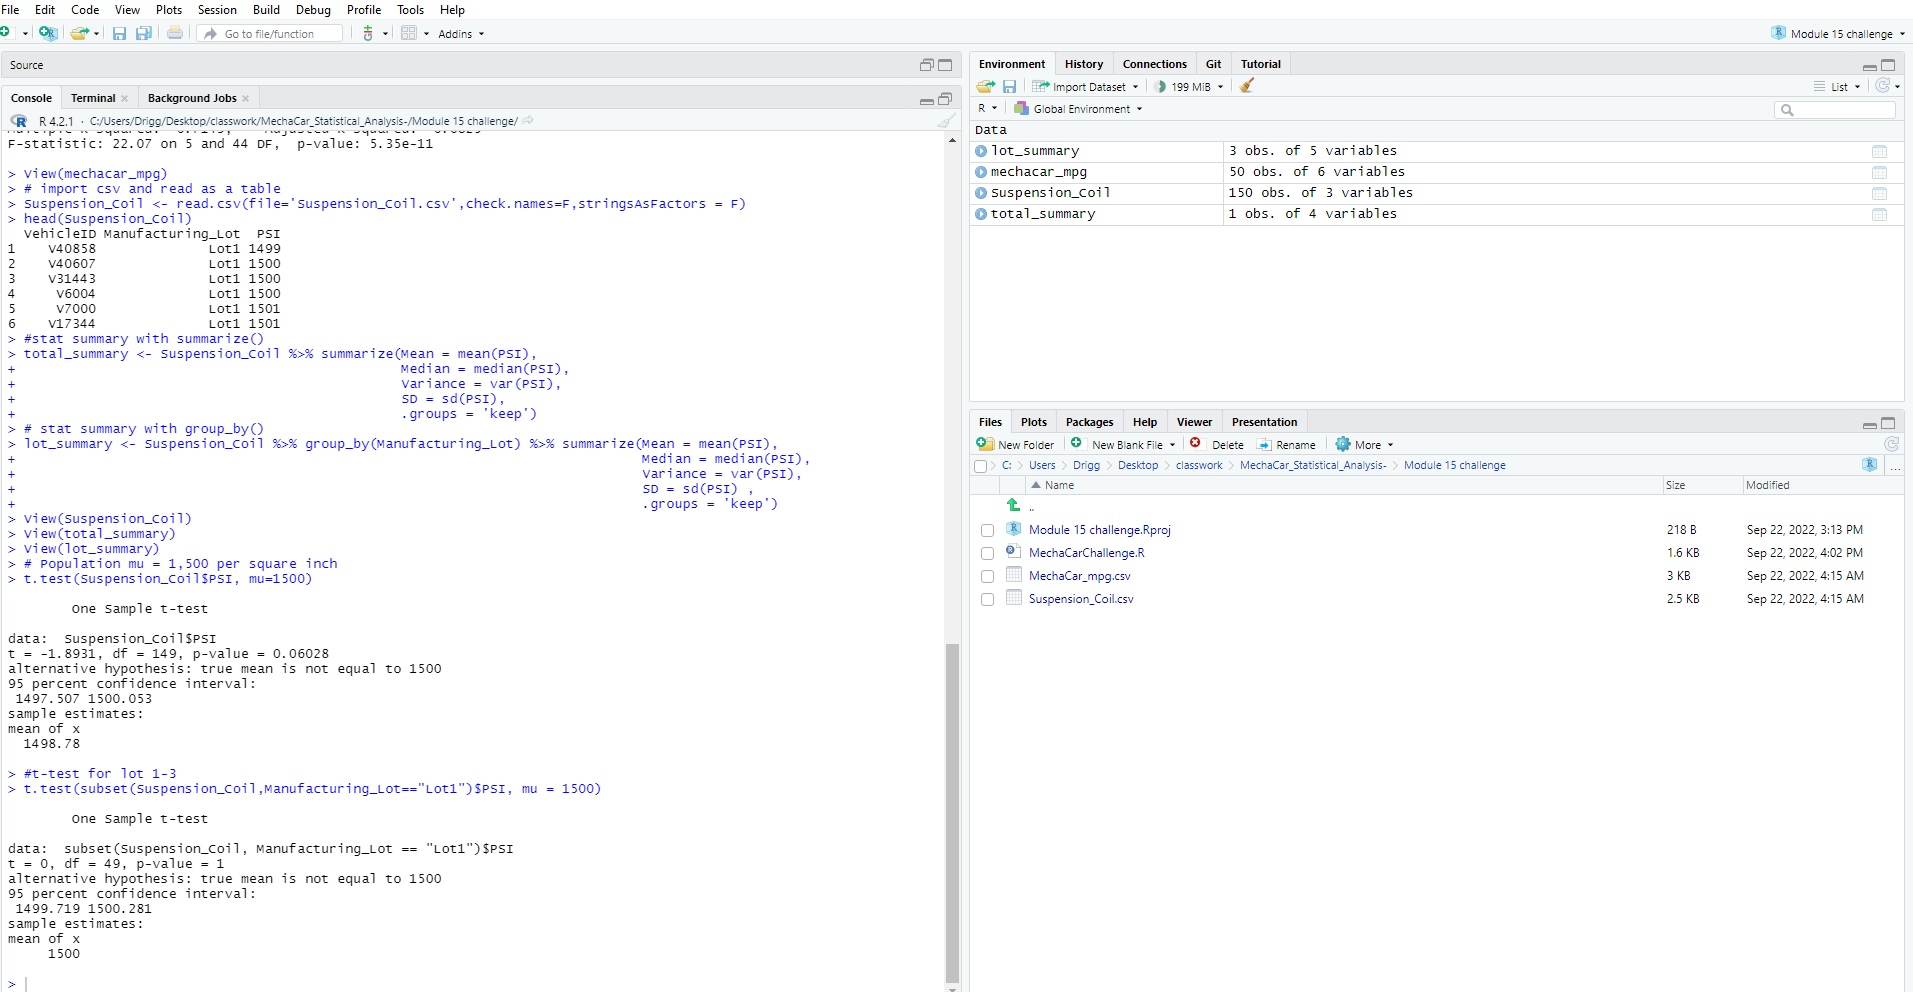 File Edit Code View Plots Session Build Debug Profile Tools Help
Go to file/function Addins Module 15 challenge
Source
Console Terminal Background Jobs
R 4.2.1 · C:/Users/Drigg/Desktop/classwork/MechaCar_Statistical_Analysis-/Module 15 challenge/
F-statistic: 22.07 on 5 and 44 DF,  p-value: 5.35e-11
> View(mechacar_mpg)
> # import csv and read as a table
> Suspension_Coil <- read.csv(file='Suspension_Coil.csv',check.names=F,stringsAsFactors = F)
> head(Suspension_Coil)
VehicleID Manufacturing_Lot  PSI
1    V40858              Lot1 1499
2    V40607              Lot1 1500
3    V31443              Lot1 1500
4     V6004              Lot1 1500
5     V7000              Lot1 1501
6    V17344              Lot1 1501
> #stat summary with summarize()
> total_summary <- Suspension_Coil %>% summarize(Mean = mean(PSI),
+ Median = median(PSI),
+ Variance = var(PSI),
+ SD = sd(PSI),
+ .groups = 'keep')
> # stat summary with group_by()
> lot_summary <- Suspension_Coil %>% group_by(Manufacturing_Lot) %>% summarize(Mean = mean(PSI),
+ Median = median(PSI),
+ Variance = var(PSI),
+ SD = sd(PSI) ,
+ .groups = 'keep')
> View(Suspension_Coil)
> View(total_summary)
> View(lot_summary)
> # Population mu = 1,500 per square inch
> t.test(Suspension_Coil$PSI, mu=1500)
One Sample t-test
data:  Suspension_Coil$PSI
t = -1.8931, df = 149, p-value = 0.06028
alternative hypothesis: true mean is not equal to 1500
95 percent confidence interval:
1497.507 1500.053
sample estimates:
mean of x
1498.78
> #t-test for lot 1-3
> t.test(subset(Suspension_Coil,Manufacturing_Lot=="Lot1")$PSI, mu = 1500)
One Sample t-test
data:  subset(Suspension_Coil, Manufacturing_Lot == "Lot1")$PSI
t = 0, df = 49, p-value = 1
alternative hypothesis: true mean is not equal to 1500
95 percent confidence interval:
1499.719 1500.281
sample estimates:
mean of x
1500
>
Environment History Connections Git Tutorial
Import Dataset 199 MiB List
R Global Environment
Data
lot_summary 3 obs. of 5 variables
mechacar_mpg 50 obs. of 6 variables
Suspension_Coil 150 obs. of 3 variables
total_summary 1 obs. of 4 variables
Files Plots Packages Help Viewer Presentation
New Folder New Blank File Delete Rename More
C: > Users > Drigg > Desktop > classwork > MechaCar_Statistical_Analysis- > Module 15 challenge ...
Name Size Modified
..
Module 15 challenge.Rproj 218 B Sep 22, 2022, 3:13 PM
MechaCarChallenge.R 1.6 KB Sep 22, 2022, 4:02 PM
MechaCar_mpg.csv 3 KB Sep 22, 2022, 4:15 AM
Suspension_Coil.csv 2.5 KB Sep 22, 2022, 4:15 AM